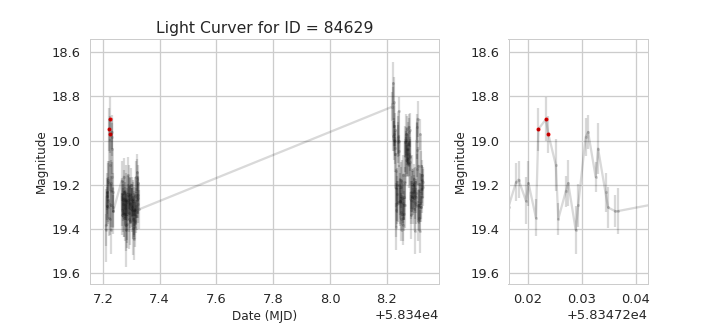 Light Curver for ID = 84629
18.6
18.8
19.0
19.2
19.4
19.6
Magnitude
7.2 7.4 7.6 7.8 8.0 8.2
Date (MJD)
+5.834e4
18.6
18.8
19.0
19.2
19.4
19.6
Magnitude
0.02 0.03 0.04
+5.83472e4